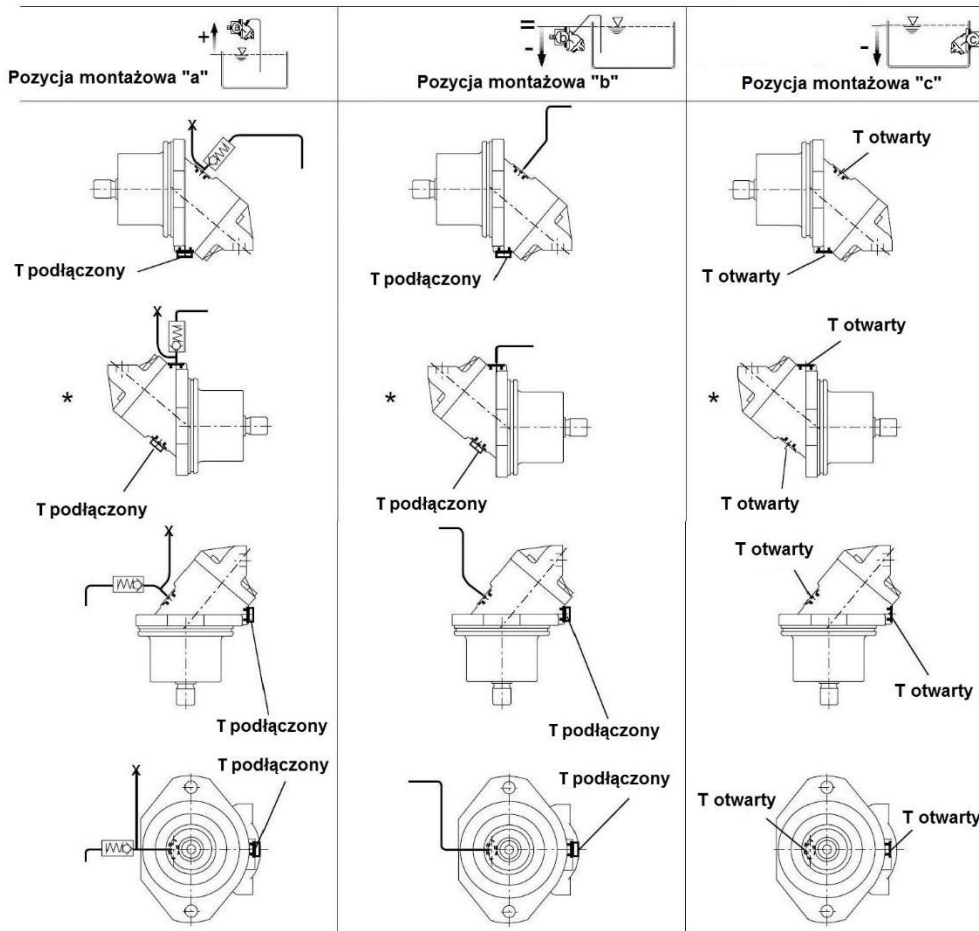 +
a
Pozycja montażowa "a"
=
-
b
Pozycja montażowa "b"
-
c
Pozycja montażowa "c"
X
T podłączony
T podłączony
T otwarty
T otwarty
X
*
T podłączony
*
T podłączony
*
T otwarty
T otwarty
X
T podłączony
T podłączony
T otwarty
T otwarty
X
T podłączony
T podłączony
T otwarty
T otwarty